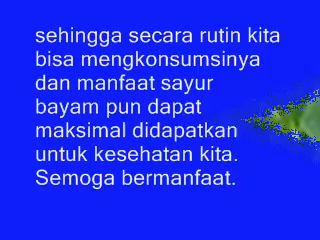 sehingga secara rutin kita
bisa mengkonsumsinya
dan manfaat sayur
bayam pun dapat
maksimal didapatkan
untuk kesehatan kita.
Semoga bermanfaat.